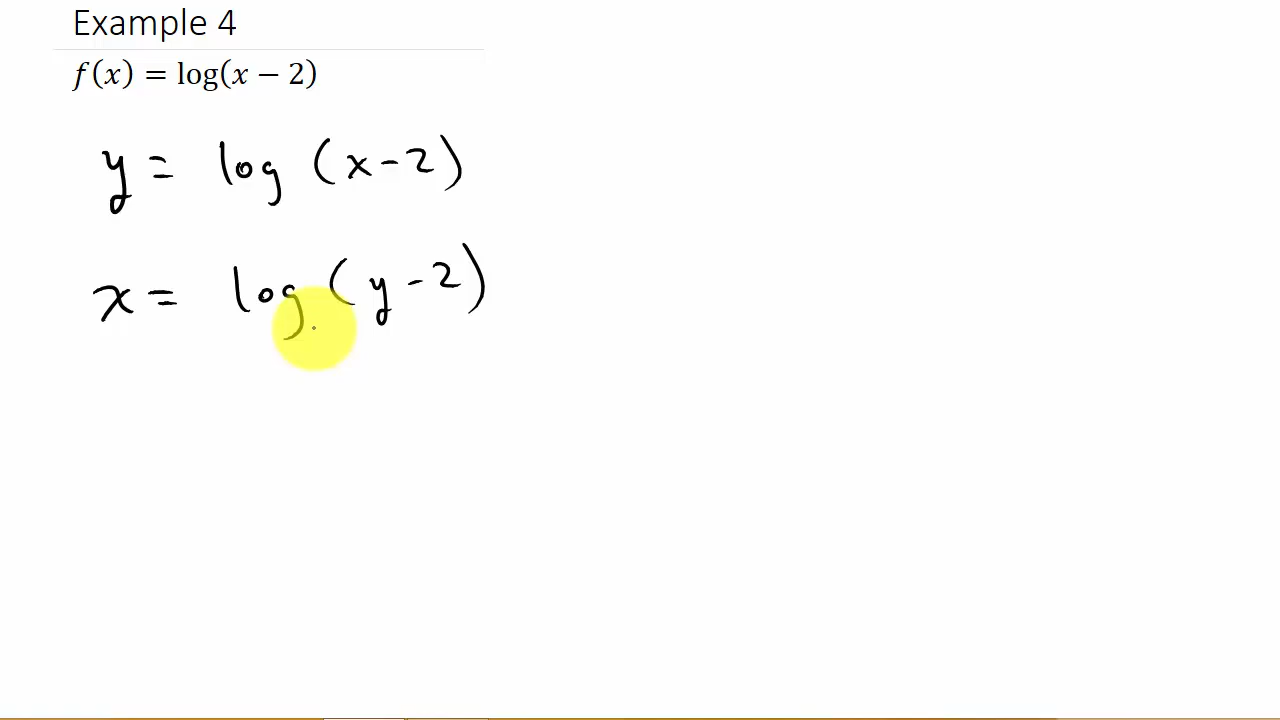 Example 4
f(x) = log(x − 2)
y = log (x-2)
x = log (y-2)